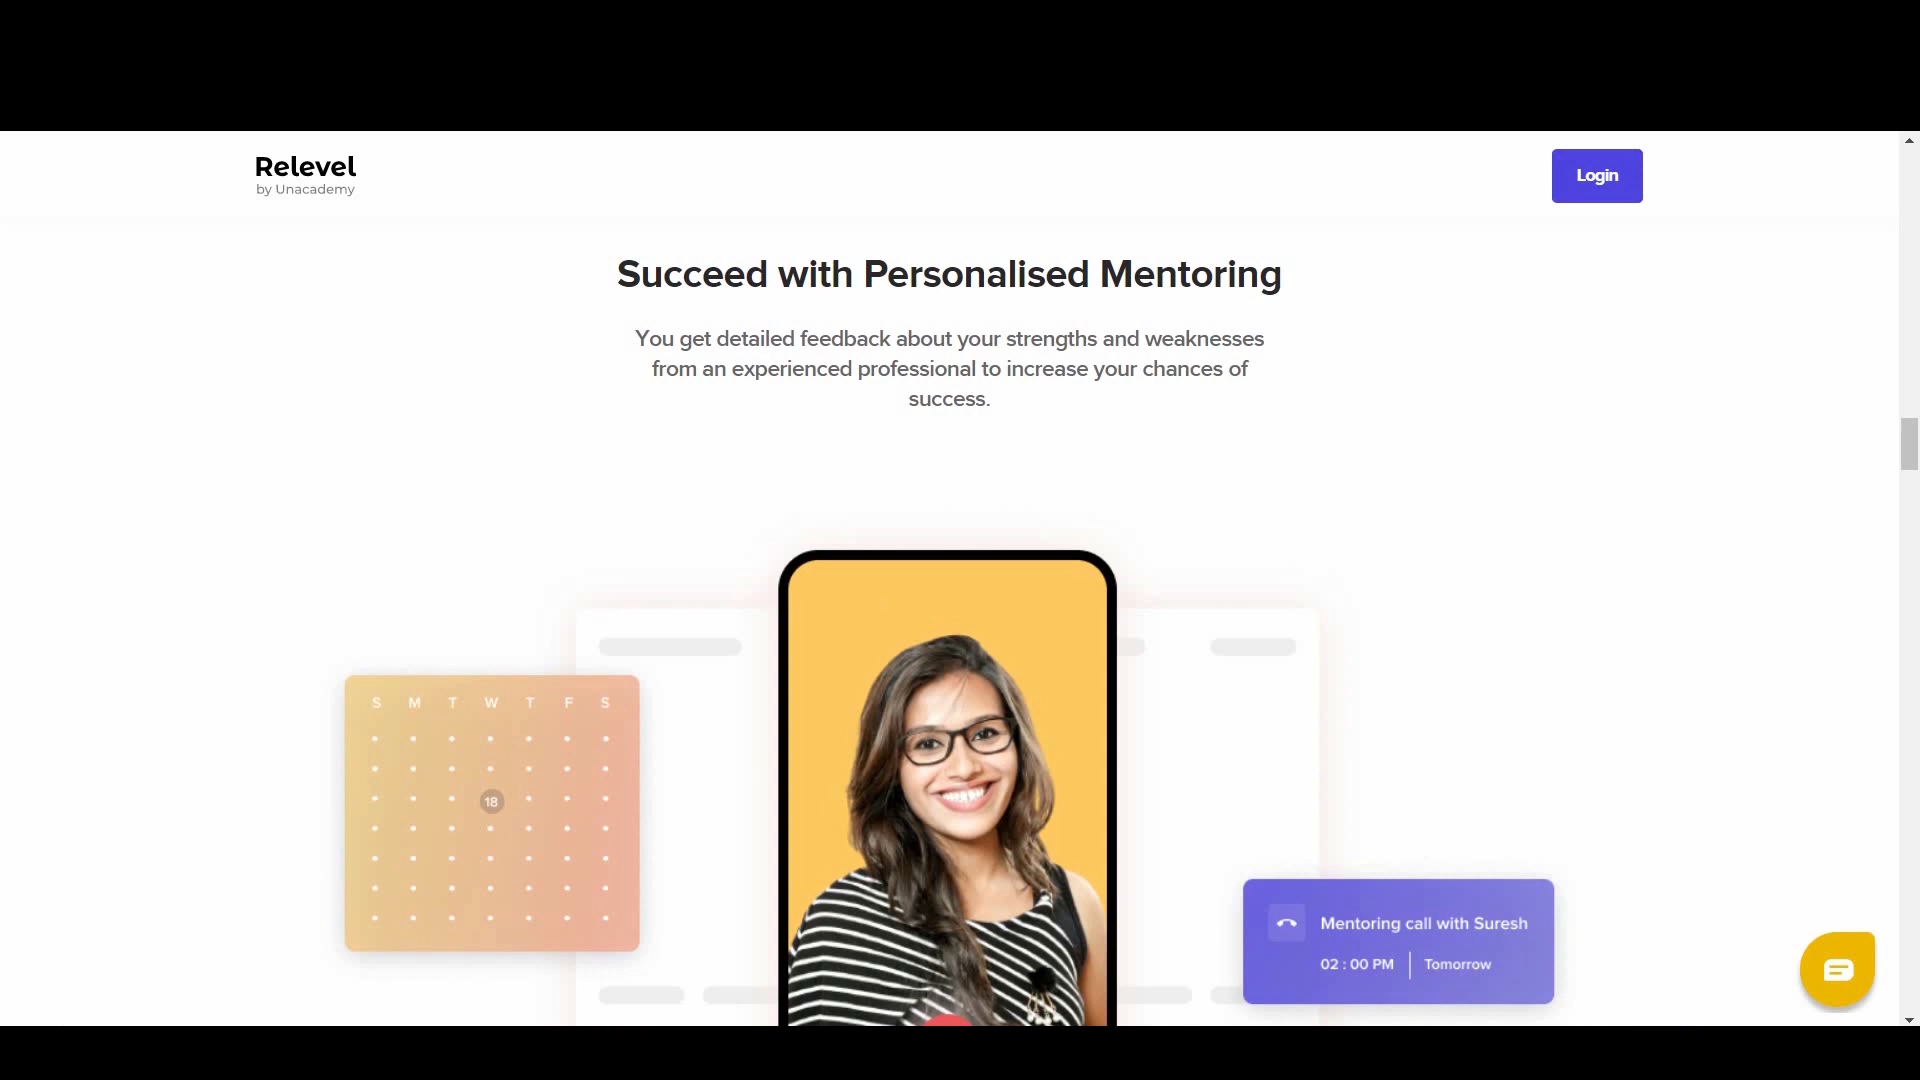 Relevel
by Unacademy
Login
Succeed with Personalised Mentoring
You get detailed feedback about your strengths and weaknesses
from an experienced professional to increase your chances of
success.
S M T W T F S
18
Mentoring call with Suresh
02 : 00 PM Tomorrow